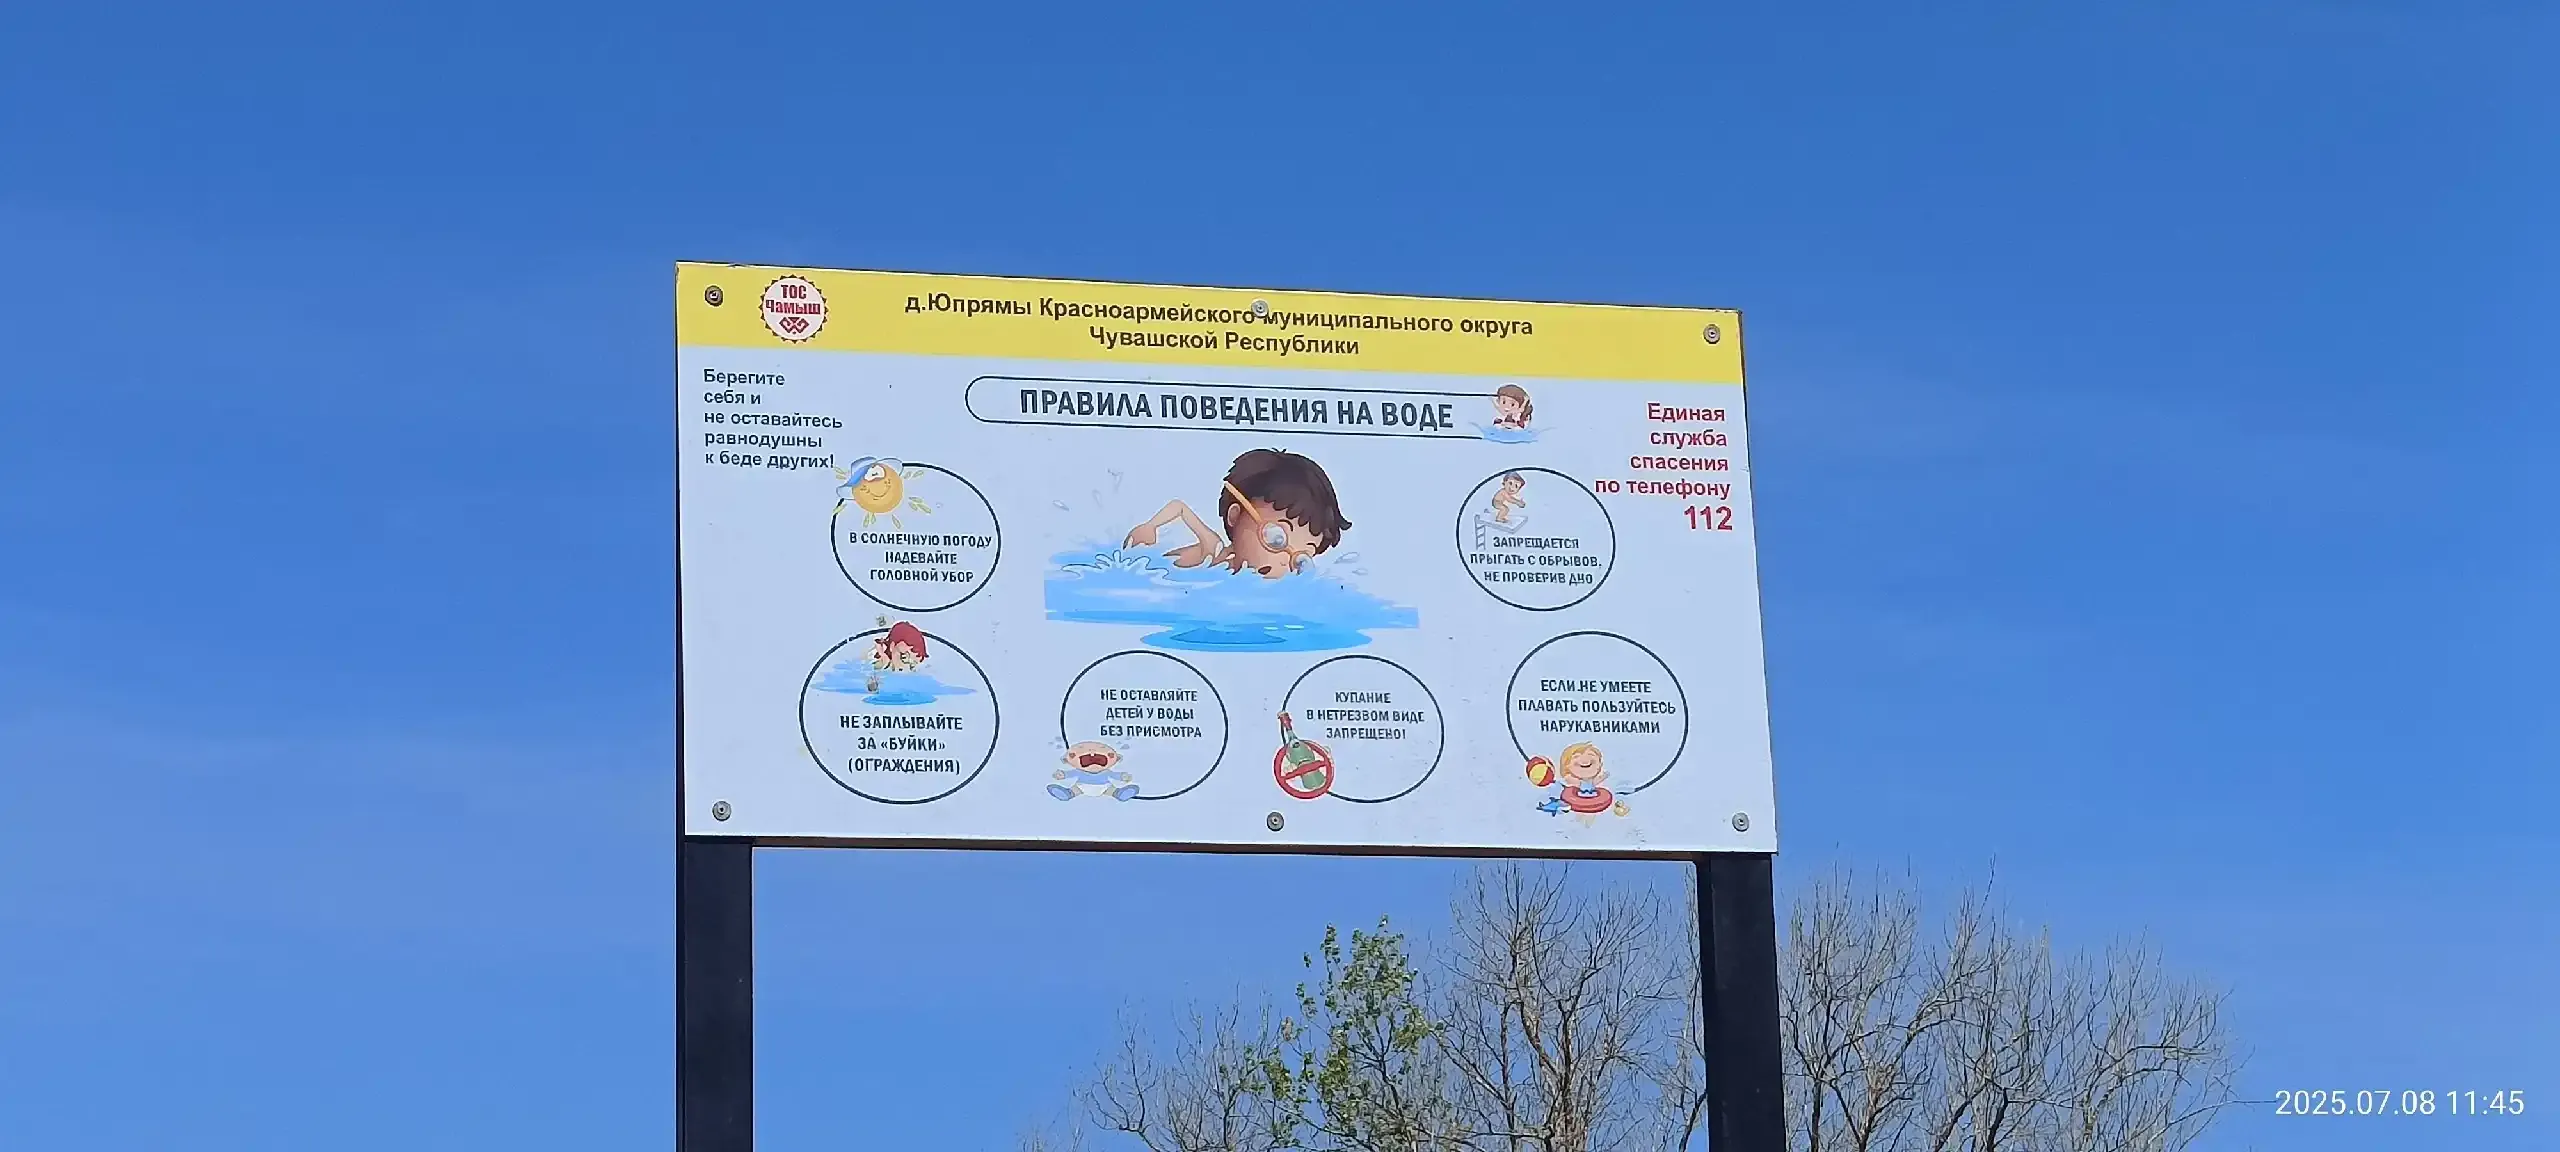 ТОС
Чамыш
д.Юпрямы Красноармейского муниципального округа
Чувашской Республики
Берегите
себя и
не оставайтесь
равнодушны
к беде других!
ПРАВИЛА ПОВЕДЕНИЯ НА ВОДЕ
Единая
служба
спасения
по телефону
112
В СОЛНЕЧНУЮ ПОГОДУ
НАДЕВАЙТЕ
ГОЛОВНОЙ УБОР
ЗАПРЕЩАЕТСЯ
ПРЫГАТЬ С ОБРЫВОВ,
НЕ ПРОВЕРИВ ДНО
НЕ ЗАПЛЫВАЙТЕ
ЗА «БУЙКИ»
(ОГРАЖДЕНИЯ)
НЕ ОСТАВЛЯЙТЕ
ДЕТЕЙ У ВОДЫ
БЕЗ ПРИСМОТРА
КУПАНИЕ
В НЕТРЕЗВОМ ВИДЕ
ЗАПРЕЩЕНО!
ЕСЛИ НЕ УМЕЕТЕ
ПЛАВАТЬ ПОЛЬЗУЙТЕСЬ
НАРУКАВНИКАМИ
2025.07.08 11:45